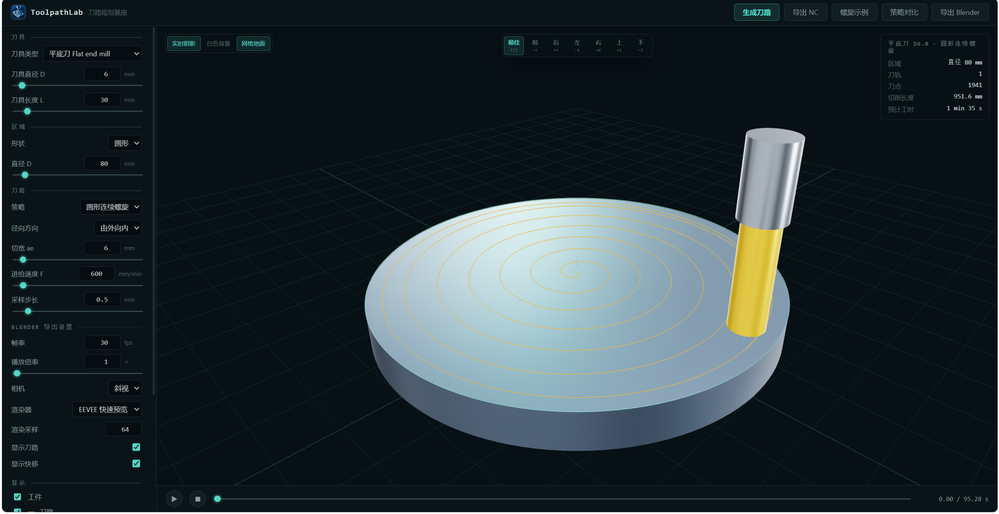 ToolpathLab 刀路规划基座
生成刀路 导出 NC 螺旋示例 策略对比 导出 Blender
刀具
刀具类型 平底刀 Flat end mill
刀具直径 D 6 mm
刀具长度 L 30 mm
区域
形状 圆形
直径 D 80 mm
刀路
策略 圆形连续螺旋
径向方向 由外向内
切宽 ae 6 mm
进给速度 F 600 mm/min
采样步长 0.5 mm
BLENDER 导出设置
帧率 30 fps
播放倍率 1 ×
相机 斜视
渲染器 EEVEE 快速预览
渲染采样 64
显示刀路
显示快移
显示
工件
刀路
实时阴影 白色背景 网格地面
最佳 前 后 左 右 上 下
FIT -Y +Y -X +X +Z -Z
平底刀 D6.0 · 圆形连续螺
旋
区域 直径 80 mm
刀轨 1
刀点 1941
切削长度 951.6 mm
预计工时 1 min 35 s
0.00 / 95.28 s